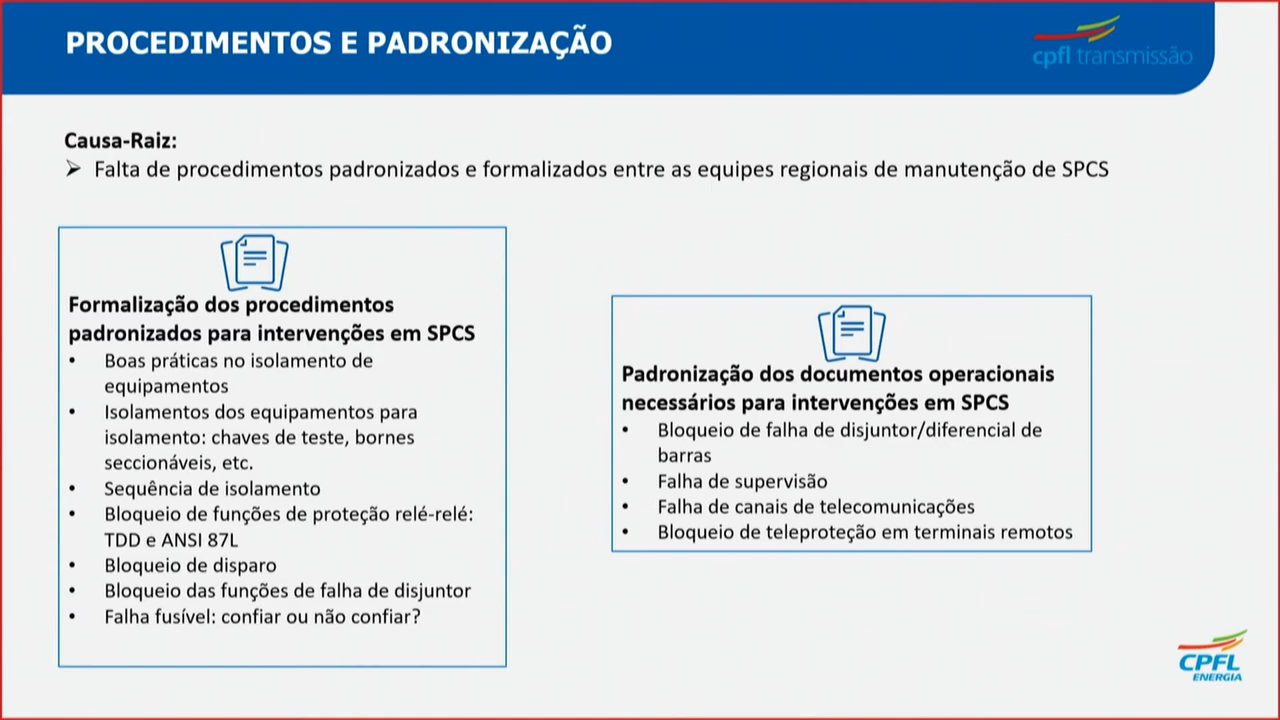 PROCEDIMENTOS E PADRONIZAÇÃO
cpfl transmissão
Causa-Raiz:
➢ Falta de procedimentos padronizados e formalizados entre as equipes regionais de manutenção de SPCS
Formalização dos procedimentos
padronizados para intervenções em SPCS
• Boas práticas no isolamento de
equipamentos
• Isolamentos dos equipamentos para
isolamento: chaves de teste, bornes
seccionáveis, etc.
• Sequência de isolamento
• Bloqueio de funções de proteção relé-relé:
TDD e ANSI 87L
• Bloqueio de disparo
• Bloqueio das funções de falha de disjuntor
• Falha fusível: confiar ou não confiar?
Padronização dos documentos operacionais
necessários para intervenções em SPCS
• Bloqueio de falha de disjuntor/diferencial de
barras
• Falha de supervisão
• Falha de canais de telecomunicações
• Bloqueio de teleproteção em terminais remotos
CPFL
ENERGIA